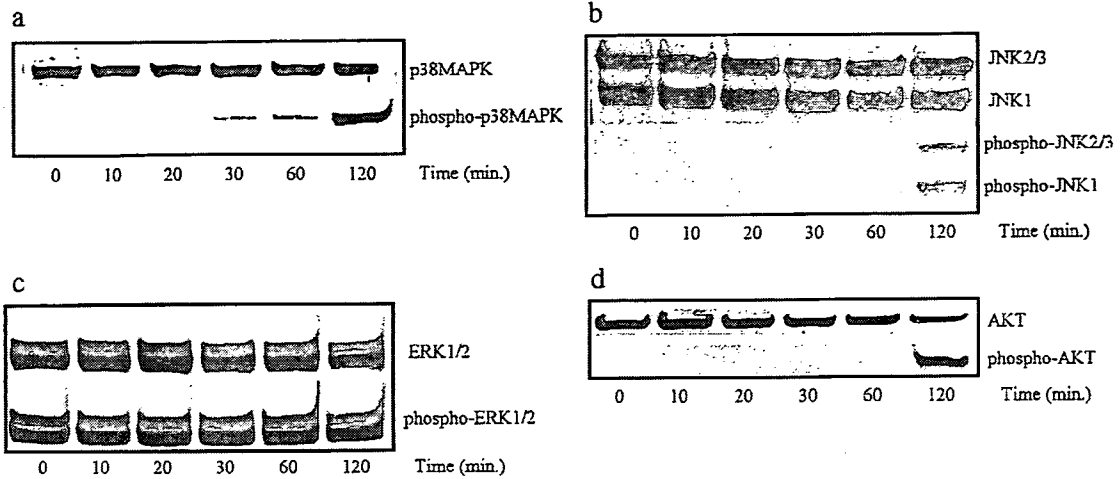 a
p38MAPK
phospho-p38MAPK
0 10 20 30 60 120 Time (min.)
b
JNK2/3
JNK1
phospho-JNK2/3
phospho-JNK1
0 10 20 30 60 120 Time (min.)
c
ERK1/2
phospho-ERK1/2
0 10 20 30 60 120 Time (min.)
d
AKT
phospho-AKT
0 10 20 30 60 120 Time (min.)